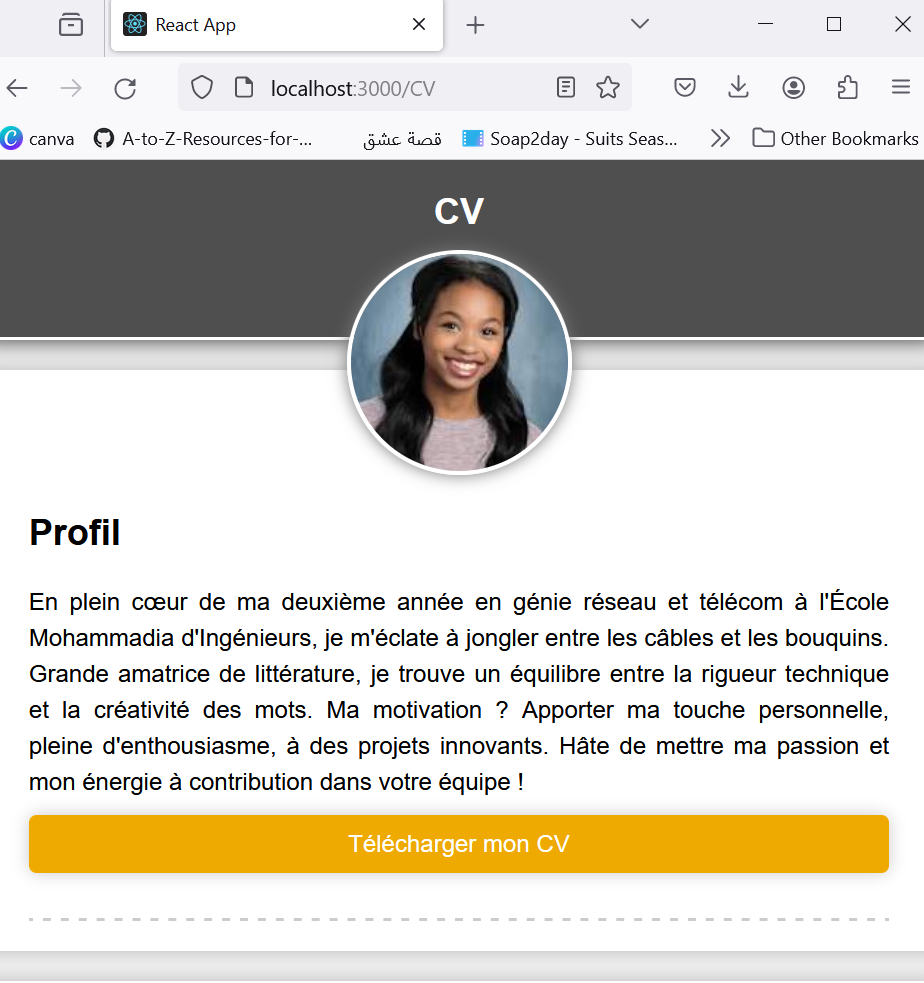 React App
localhost:3000/CV
canva
A-to-Z-Resources-for-...
قصة عشق
Soap2day - Suits Seas...
Other Bookmarks
CV
Profil
En plein cœur de ma deuxième année en génie réseau et télécom à l'École
Mohammadia d'Ingénieurs, je m'éclate à jongler entre les câbles et les bouquins.
Grande amatrice de littérature, je trouve un équilibre entre la rigueur technique
et la créativité des mots. Ma motivation ? Apporter ma touche personnelle,
pleine d'enthousiasme, à des projets innovants. Hâte de mettre ma passion et
mon énergie à contribution dans votre équipe !
Télécharger mon CV